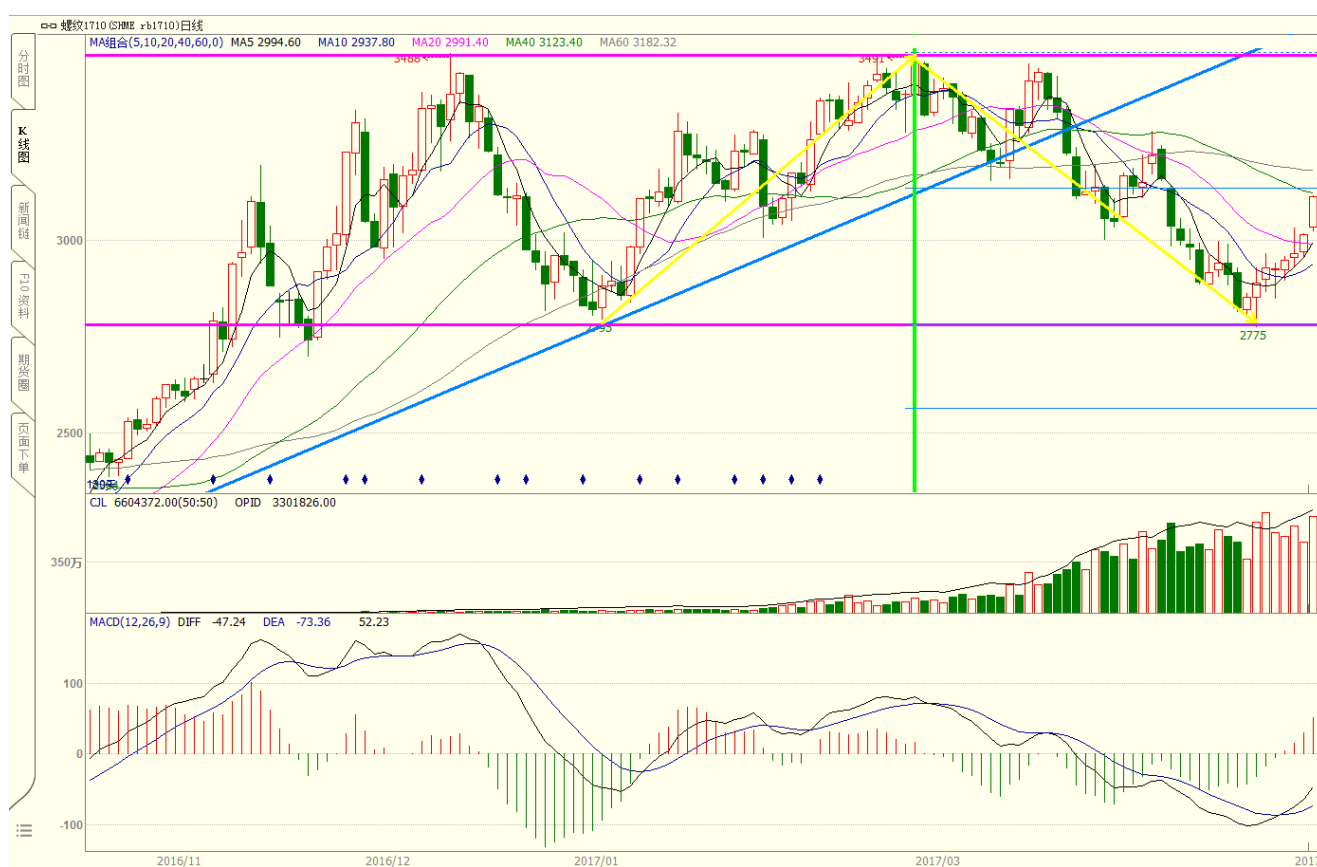 螺纹1710(SHME rb1710)日线
MA组合(5,10,20,40,60,0) MA5 2994.60 MA10 2937.80 MA20 2991.40 MA40 3123.40 MA60 3182.32
分时图
K线图
新闻链
F10资料
期货圈
页面下单
3488
3491
3000
2775
2500
CJL 6604372.00(50:50) OPID 3301826.00
350万
MACD(12,26,9) DIFF -47.24 DEA -73.36 52.23
100
0
-100
2016/11 2016/12 2017/01 2017/03 2017